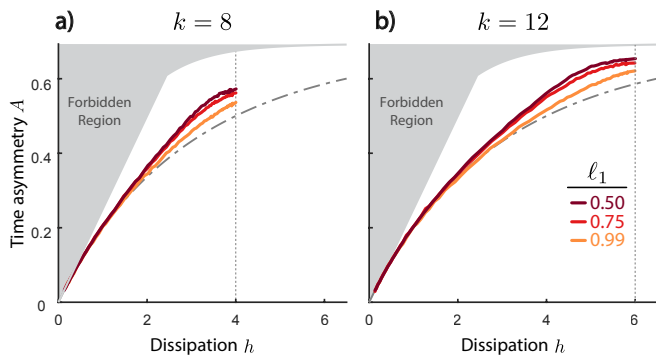 a)
k = 8
b)
k = 12
Time asymmetry A
0.6
0.4
0.2
0
Forbidden
Region
0
2
4
6
Dissipation h
Forbidden
Region
ℓ₁
0.50
0.75
0.99
0
2
4
6
Dissipation h